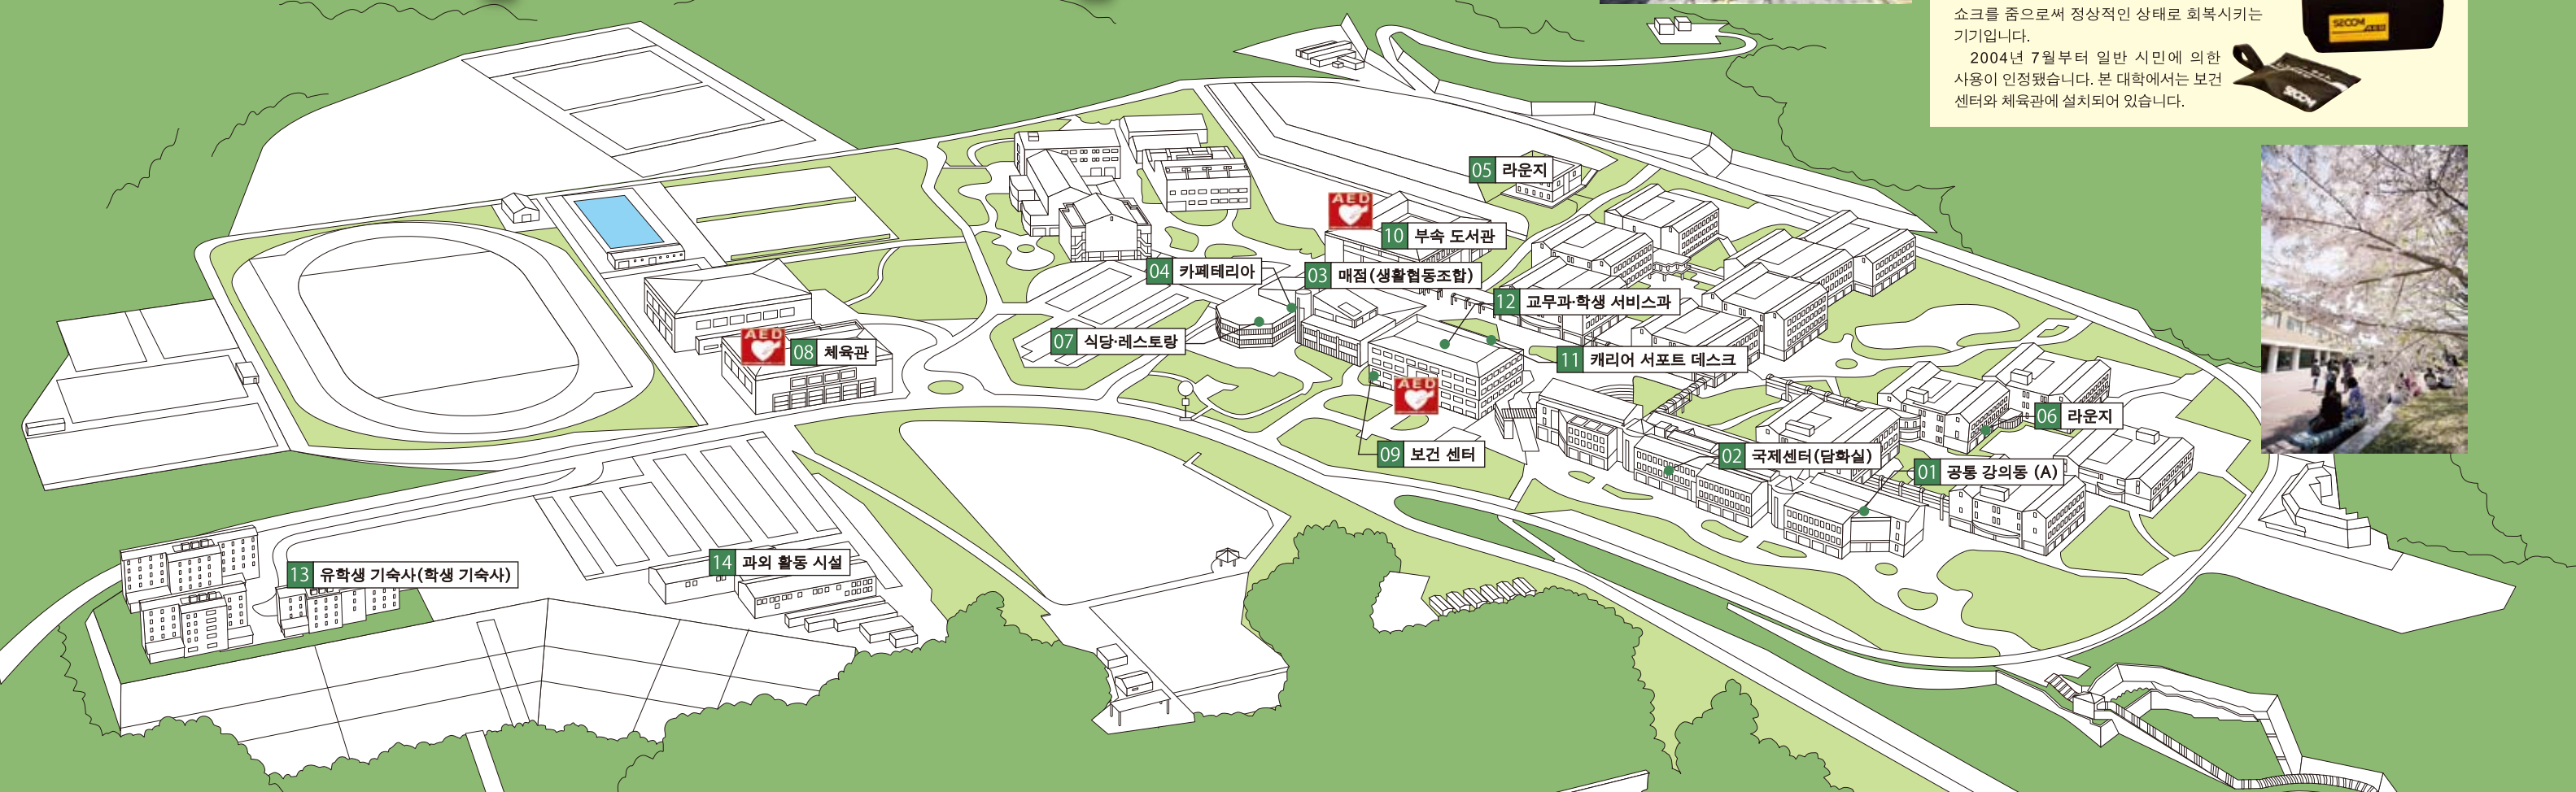 쇼크를 줌으로써 정상적인 상태로 회복시키는
기기입니다.
2004년 7월부터 일반 시민에 의한
사용이 인정됐습니다. 본 대학에서는 보건
센터와 체육관에 설치되어 있습니다.
SECOM
AED
SECOM
05 라운지
AED
10 부속 도서관
04 카페테리아
03 매점(생활협동조합)
12 교무과·학생 서비스과
07 식당·레스토랑
AED
08 체육관
11 캐리어 서포트 데스크
AED
06 라운지
09 보건 센터
02 국제센터(담화실)
01 공통 강의동 (A)
14 과외 활동 시설
13 유학생 기숙사(학생 기숙사)